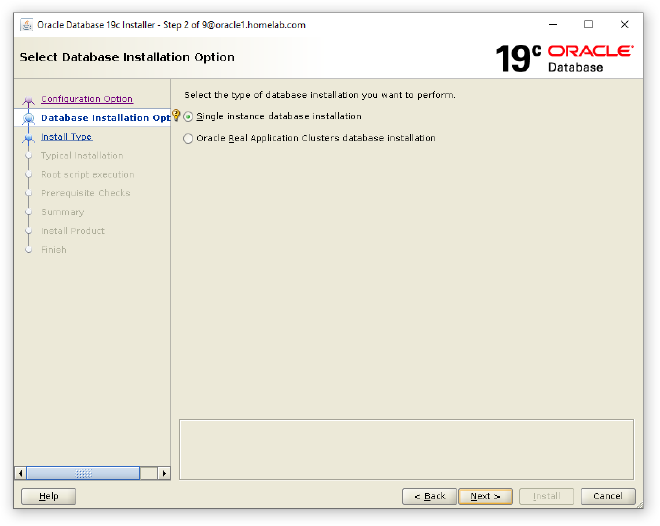 Oracle Database 19c Installer - Step 2 of 9@oracle1.homelab.com
Select Database Installation Option
19c ORACLE
Database
Configuration Option
Database Installation Opt
Install Type
Typical Installation
Root script execution
Prerequisite Checks
Summary
Install Product
Finish
Select the type of database installation you want to perform.
Single instance database installation
Oracle Real Application Clusters database installation
Help
< Back
Next >
Install
Cancel